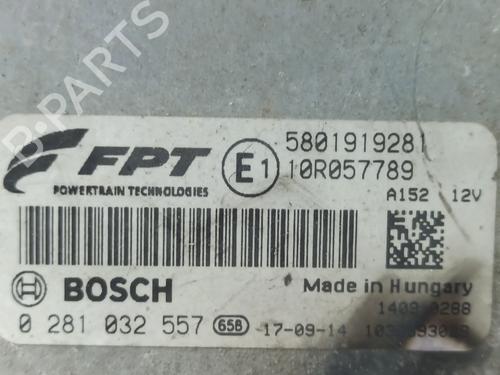 B-PARTS
FPT
POWERTRAIN TECHNOLOGIES
E1
5801919281
10R057789
A152 12V
BOSCH
Made in Hungary
0 281 032 557
65B
17-09-14